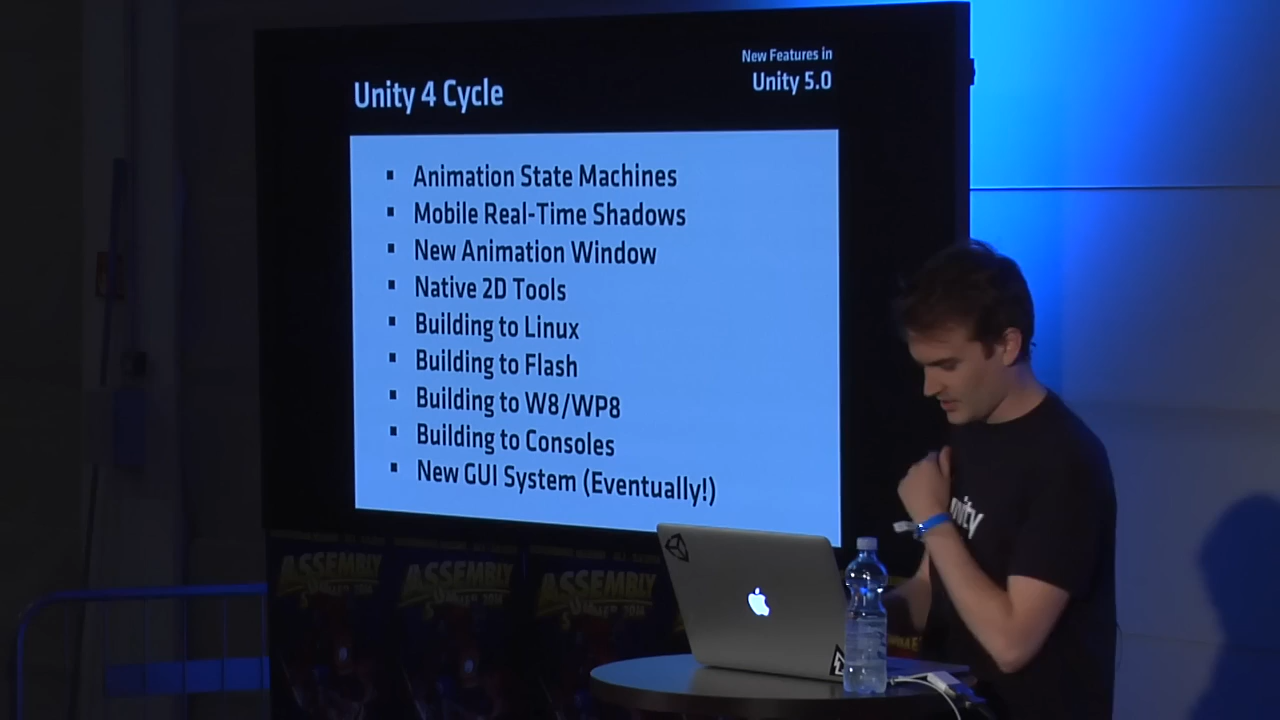 New Features in
Unity 4 Cycle
Unity 5.0
▪ Animation State Machines
▪ Mobile Real-Time Shadows
▪ New Animation Window
▪ Native 2D Tools
▪ Building to Linux
▪ Building to Flash
▪ Building to W8/WP8
▪ Building to Consoles
▪ New GUI System (Eventually!)
unity
ASSEMBLY
ASSEMBLY
ASSEMBLY